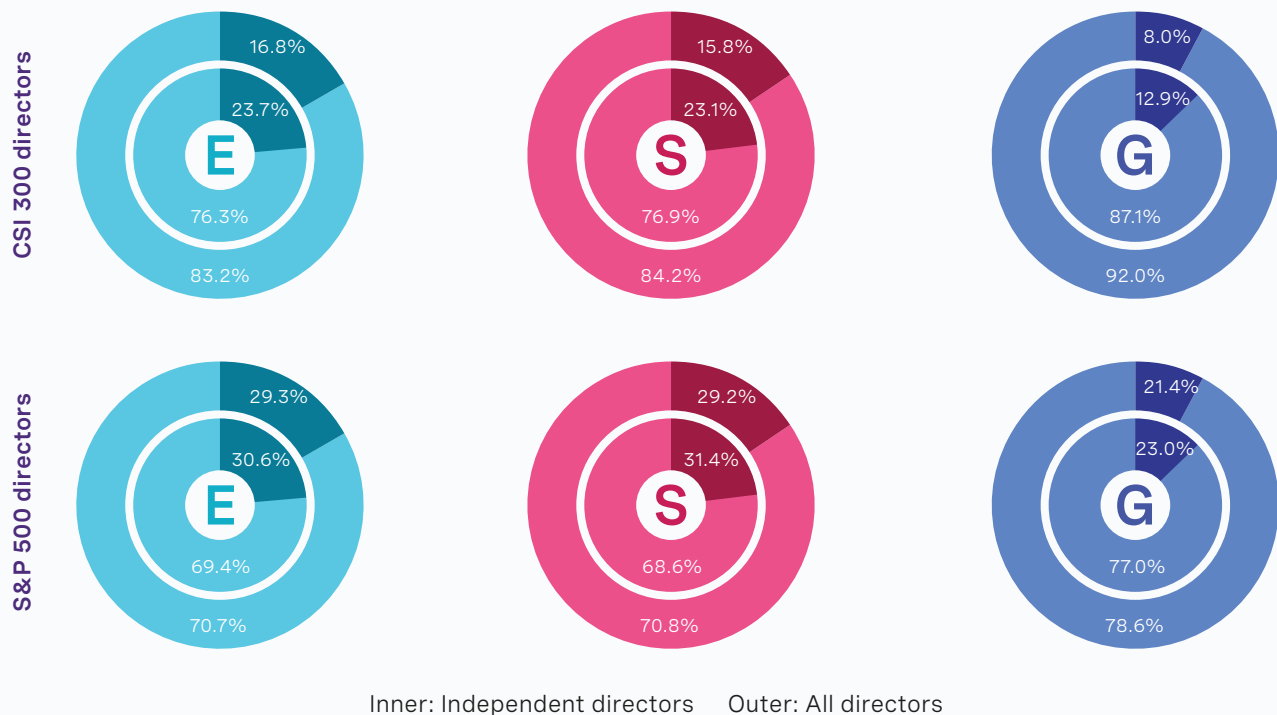 CSI 300 directors
16.8%
23.7%
E
76.3%
83.2%
15.8%
23.1%
S
76.9%
84.2%
8.0%
12.9%
G
87.1%
92.0%
S&P 500 directors
29.3%
30.6%
E
69.4%
70.7%
29.2%
31.4%
S
68.6%
70.8%
21.4%
23.0%
G
77.0%
78.6%
Inner: Independent directors Outer: All directors